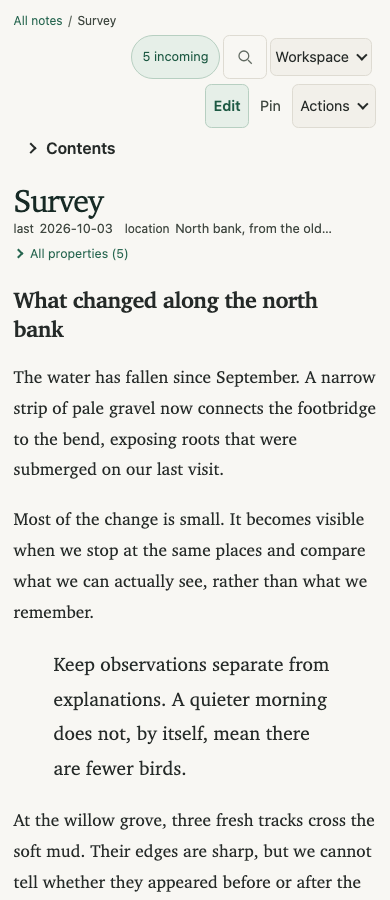 All notes / Survey
5 incoming
Workspace
Edit
Pin
Actions
Contents
Survey
last 2026-10-03 location North bank, from the old…
All properties (5)
What changed along the north
bank
The water has fallen since September. A narrow
strip of pale gravel now connects the footbridge
to the bend, exposing roots that were
submerged on our last visit.
Most of the change is small. It becomes visible
when we stop at the same places and compare
what we can actually see, rather than what we
remember.
Keep observations separate from
explanations. A quieter morning
does not, by itself, mean there
are fewer birds.
At the willow grove, three fresh tracks cross the
soft mud. Their edges are sharp, but we cannot
tell whether they appeared before or after the